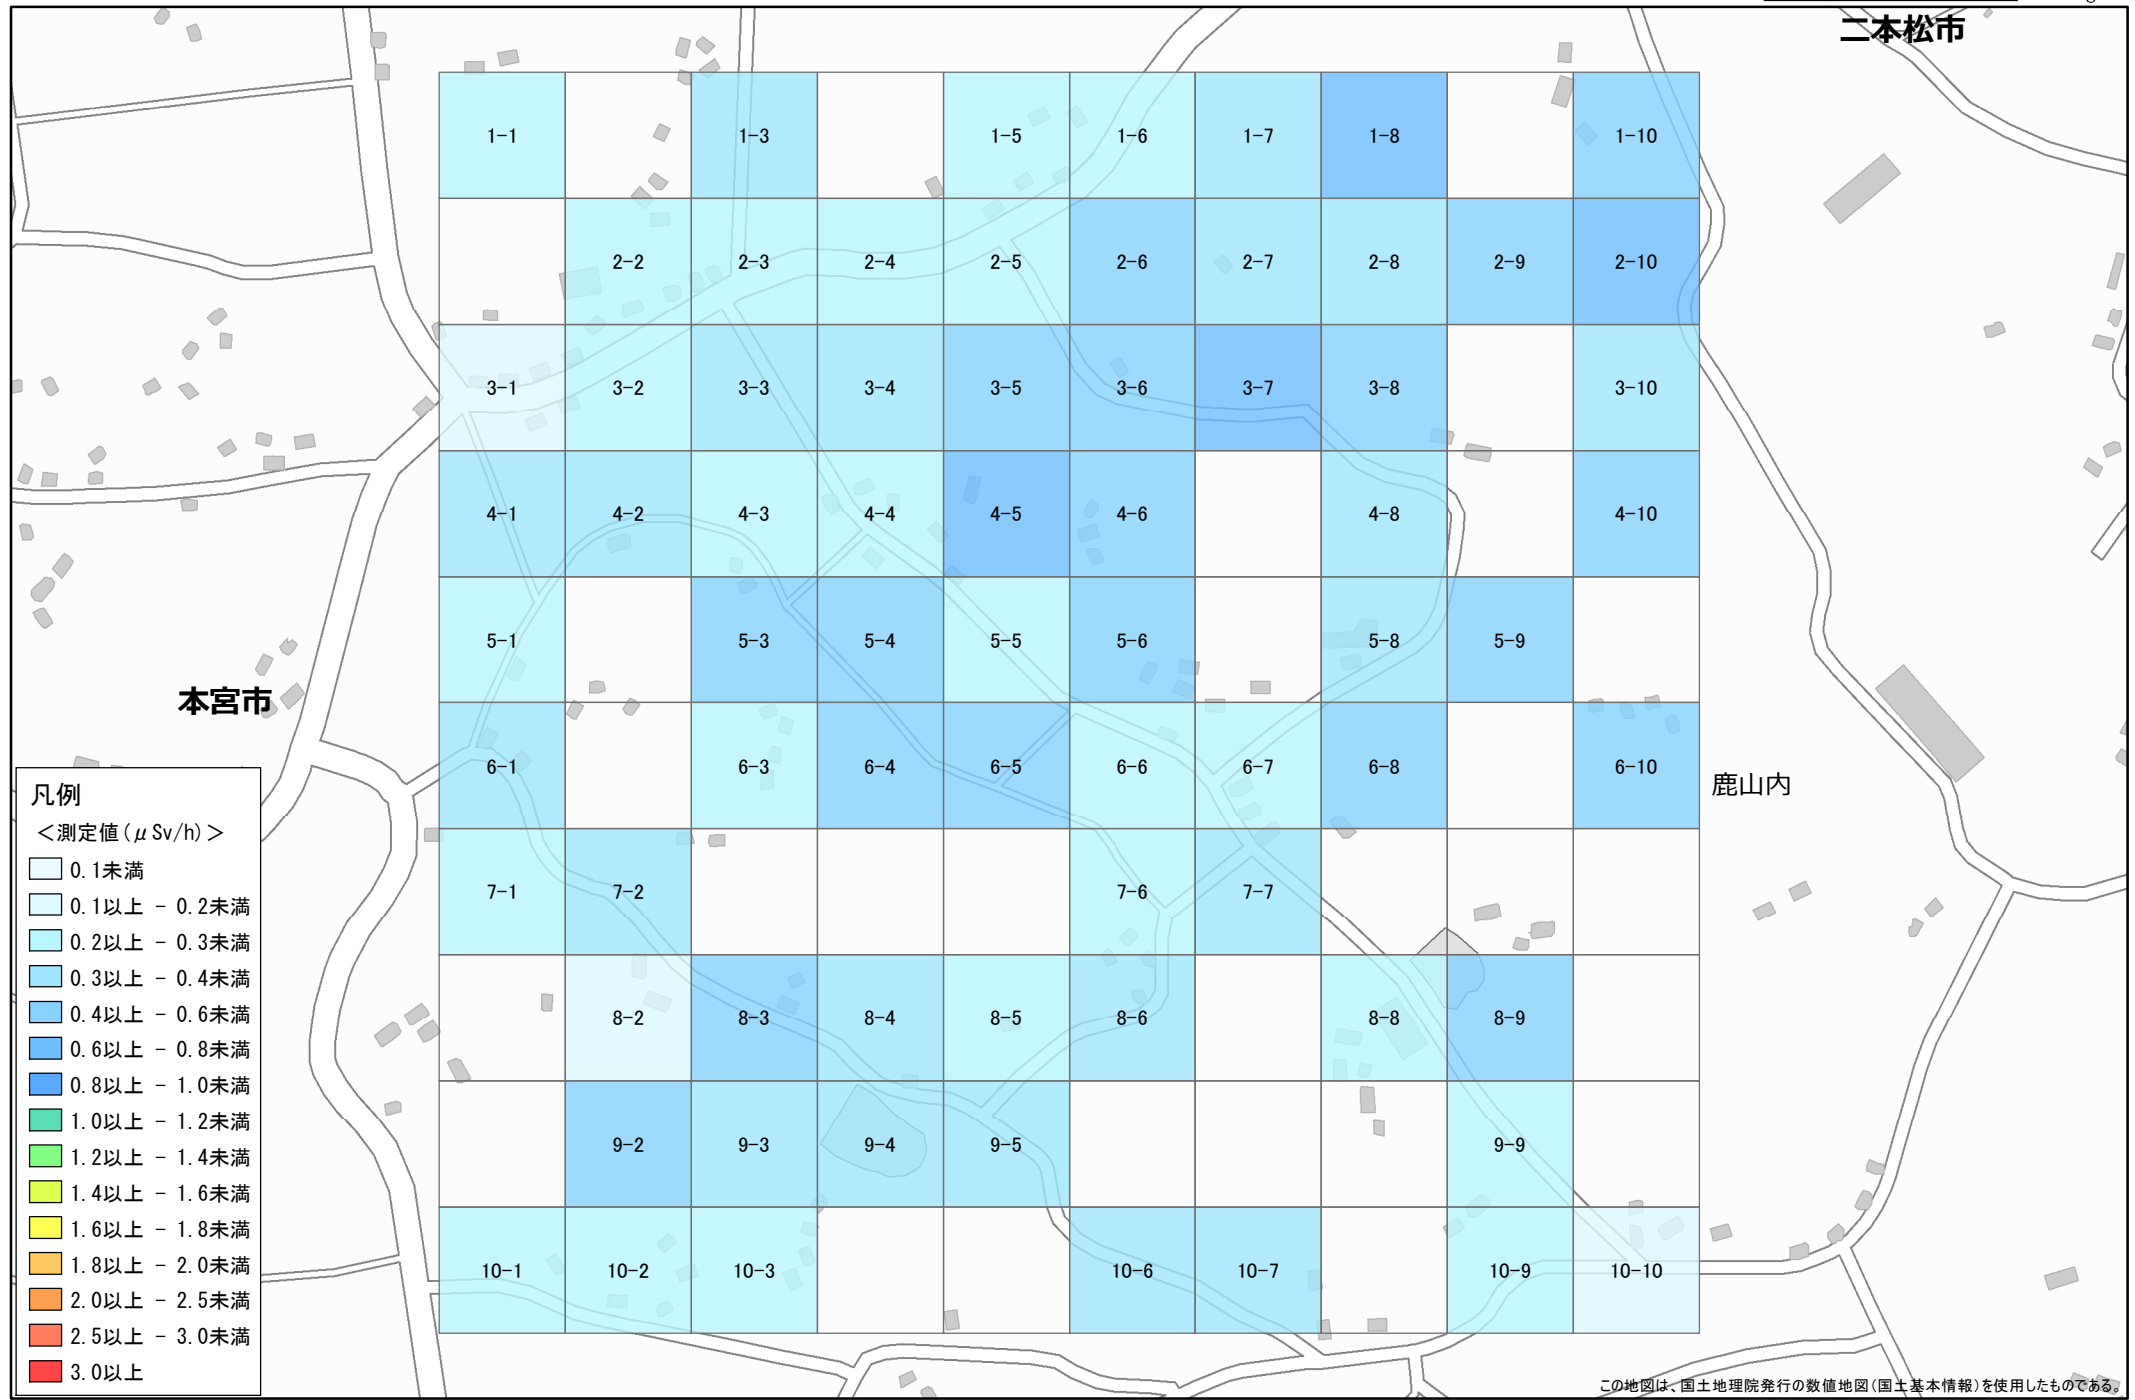 二本松市
1-1 1-3 1-5 1-6 1-7 1-8 1-10
2-2 2-3 2-4 2-5 2-6 2-7 2-8 2-9 2-10
3-1 3-2 3-3 3-4 3-5 3-6 3-7 3-8 3-10
4-1 4-2 4-3 4-4 4-5 4-6 4-8 4-10
5-1 5-3 5-4 5-5 5-6 5-8 5-9
本宮市
6-1 6-3 6-4 6-5 6-6 6-7 6-8 6-10
鹿山内
7-1 7-2 7-6 7-7
8-2 8-3 8-4 8-5 8-6 8-8 8-9
9-2 9-3 9-4 9-5 9-9
10-1 10-2 10-3 10-6 10-7 10-9 10-10
凡例
＜測定値(μSv/h)＞
0.1未満
0.1以上 - 0.2未満
0.2以上 - 0.3未満
0.3以上 - 0.4未満
0.4以上 - 0.6未満
0.6以上 - 0.8未満
0.8以上 - 1.0未満
1.0以上 - 1.2未満
1.2以上 - 1.4未満
1.4以上 - 1.6未満
1.6以上 - 1.8未満
1.8以上 - 2.0未満
2.0以上 - 2.5未満
2.5以上 - 3.0未満
3.0以上
この地図は、国土地理院発行の数値地図(国土基本情報)を使用したものである。